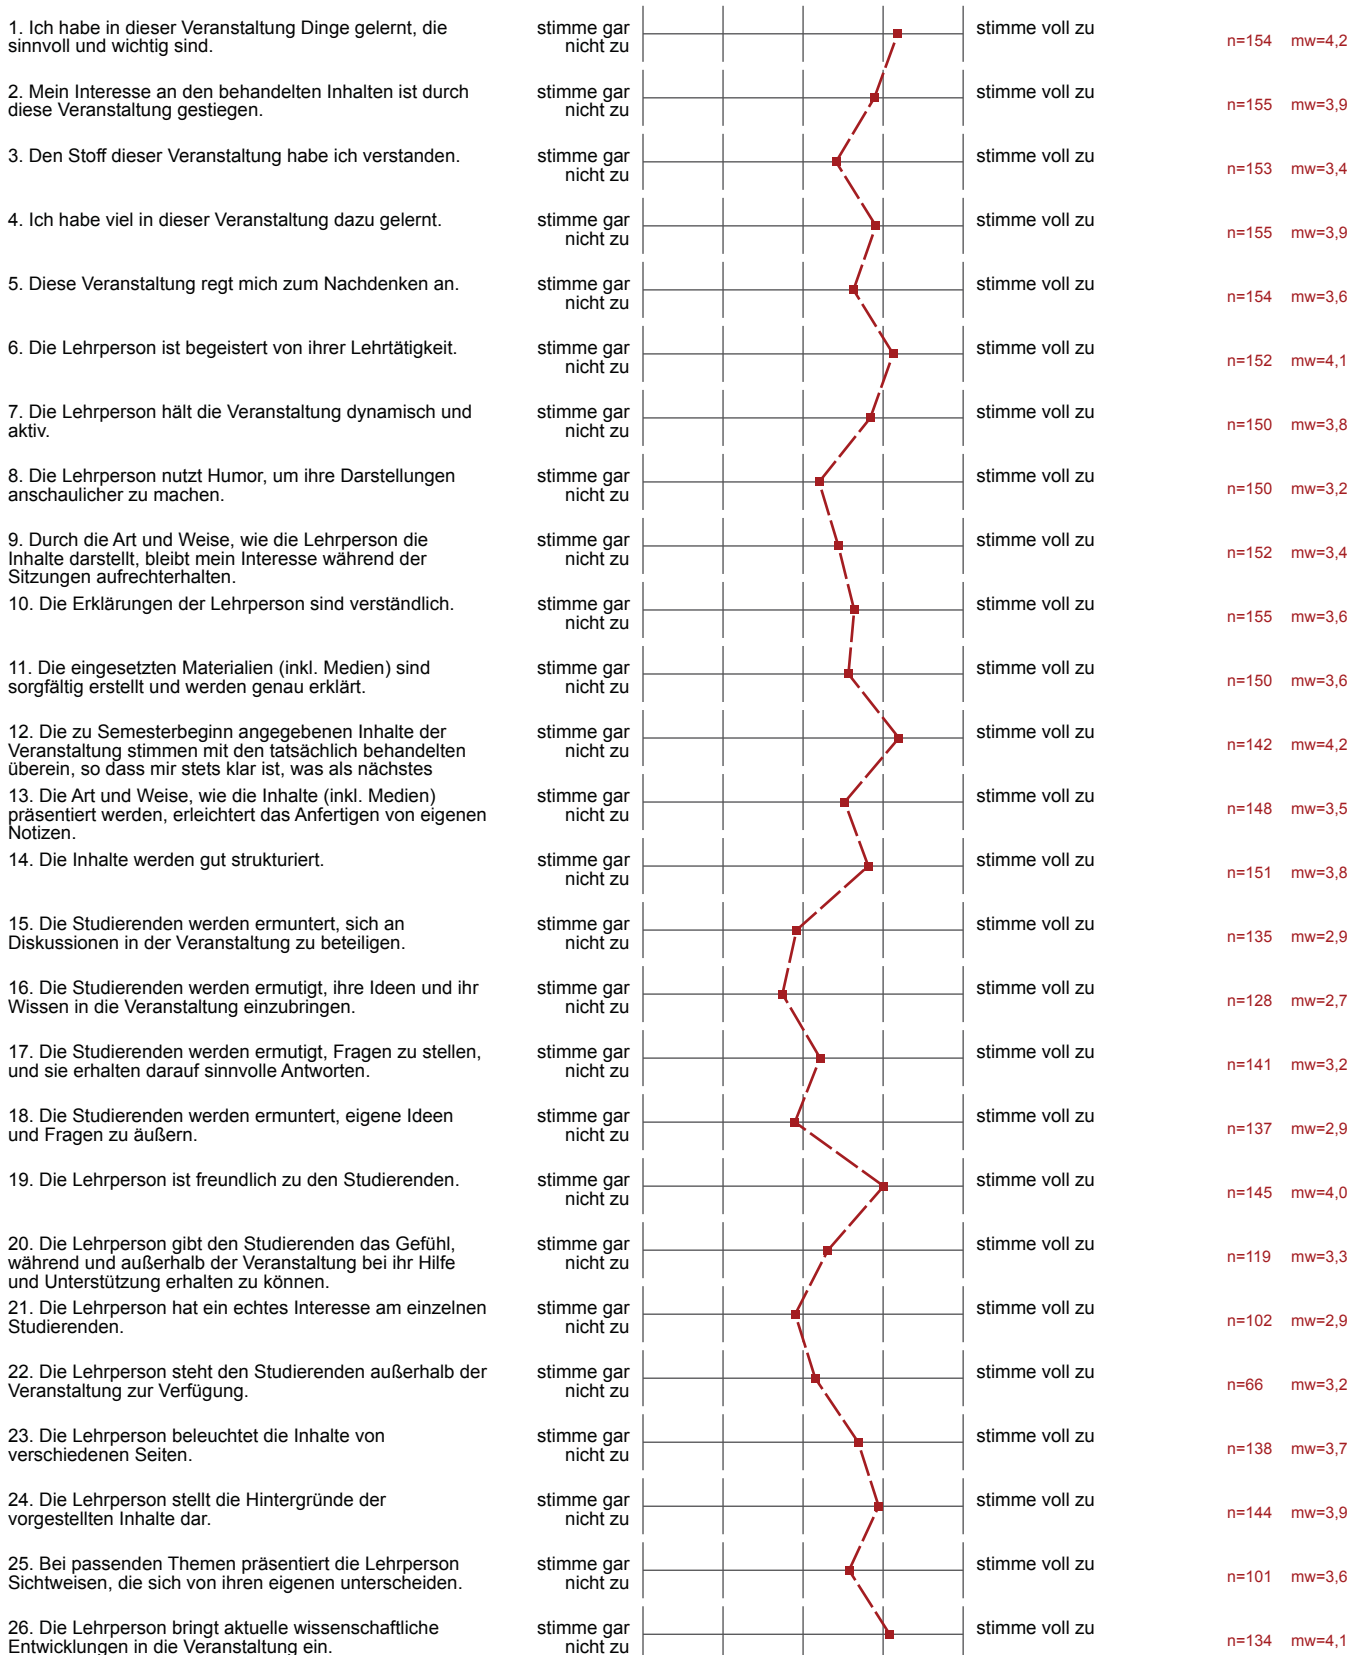 1. Ich habe in dieser Veranstaltung Dinge gelernt, die
sinnvoll und wichtig sind.
stimme gar
nicht zu
stimme voll zu
n=154 mw=4,2
2. Mein Interesse an den behandelten Inhalten ist durch
diese Veranstaltung gestiegen.
stimme gar
nicht zu
stimme voll zu
n=155 mw=3,9
3. Den Stoff dieser Veranstaltung habe ich verstanden.
stimme gar
nicht zu
stimme voll zu
n=153 mw=3,4
4. Ich habe viel in dieser Veranstaltung dazu gelernt.
stimme gar
nicht zu
stimme voll zu
n=155 mw=3,9
5. Diese Veranstaltung regt mich zum Nachdenken an.
stimme gar
nicht zu
stimme voll zu
n=154 mw=3,6
6. Die Lehrperson ist begeistert von ihrer Lehrtätigkeit.
stimme gar
nicht zu
stimme voll zu
n=152 mw=4,1
7. Die Lehrperson hält die Veranstaltung dynamisch und
aktiv.
stimme gar
nicht zu
stimme voll zu
n=150 mw=3,8
8. Die Lehrperson nutzt Humor, um ihre Darstellungen
anschaulicher zu machen.
stimme gar
nicht zu
stimme voll zu
n=150 mw=3,2
9. Durch die Art und Weise, wie die Lehrperson die
Inhalte darstellt, bleibt mein Interesse während der
Sitzungen aufrechterhalten.
stimme gar
nicht zu
stimme voll zu
n=152 mw=3,4
10. Die Erklärungen der Lehrperson sind verständlich.
stimme gar
nicht zu
stimme voll zu
n=155 mw=3,6
11. Die eingesetzten Materialien (inkl. Medien) sind
sorgfältig erstellt und werden genau erklärt.
stimme gar
nicht zu
stimme voll zu
n=150 mw=3,6
12. Die zu Semesterbeginn angegebenen Inhalte der
Veranstaltung stimmen mit den tatsächlich behandelten
überein, so dass mir stets klar ist, was als nächstes
stimme gar
nicht zu
stimme voll zu
n=142 mw=4,2
13. Die Art und Weise, wie die Inhalte (inkl. Medien)
präsentiert werden, erleichtert das Anfertigen von eigenen
Notizen.
stimme gar
nicht zu
stimme voll zu
n=148 mw=3,5
14. Die Inhalte werden gut strukturiert.
stimme gar
nicht zu
stimme voll zu
n=151 mw=3,8
15. Die Studierenden werden ermuntert, sich an
Diskussionen in der Veranstaltung zu beteiligen.
stimme gar
nicht zu
stimme voll zu
n=135 mw=2,9
16. Die Studierenden werden ermutigt, ihre Ideen und ihr
Wissen in die Veranstaltung einzubringen.
stimme gar
nicht zu
stimme voll zu
n=128 mw=2,7
17. Die Studierenden werden ermutigt, Fragen zu stellen,
und sie erhalten darauf sinnvolle Antworten.
stimme gar
nicht zu
stimme voll zu
n=141 mw=3,2
18. Die Studierenden werden ermuntert, eigene Ideen
und Fragen zu äußern.
stimme gar
nicht zu
stimme voll zu
n=137 mw=2,9
19. Die Lehrperson ist freundlich zu den Studierenden.
stimme gar
nicht zu
stimme voll zu
n=145 mw=4,0
20. Die Lehrperson gibt den Studierenden das Gefühl,
während und außerhalb der Veranstaltung bei ihr Hilfe
und Unterstützung erhalten zu können.
stimme gar
nicht zu
stimme voll zu
n=119 mw=3,3
21. Die Lehrperson hat ein echtes Interesse am einzelnen
Studierenden.
stimme gar
nicht zu
stimme voll zu
n=102 mw=2,9
22. Die Lehrperson steht den Studierenden außerhalb der
Veranstaltung zur Verfügung.
stimme gar
nicht zu
stimme voll zu
n=66 mw=3,2
23. Die Lehrperson beleuchtet die Inhalte von
verschiedenen Seiten.
stimme gar
nicht zu
stimme voll zu
n=138 mw=3,7
24. Die Lehrperson stellt die Hintergründe der
vorgestellten Inhalte dar.
stimme gar
nicht zu
stimme voll zu
n=144 mw=3,9
25. Bei passenden Themen präsentiert die Lehrperson
Sichtweisen, die sich von ihren eigenen unterscheiden.
stimme gar
nicht zu
stimme voll zu
n=101 mw=3,6
26. Die Lehrperson bringt aktuelle wissenschaftliche
Entwicklungen in die Veranstaltung ein.
stimme gar
nicht zu
stimme voll zu
n=134 mw=4,1